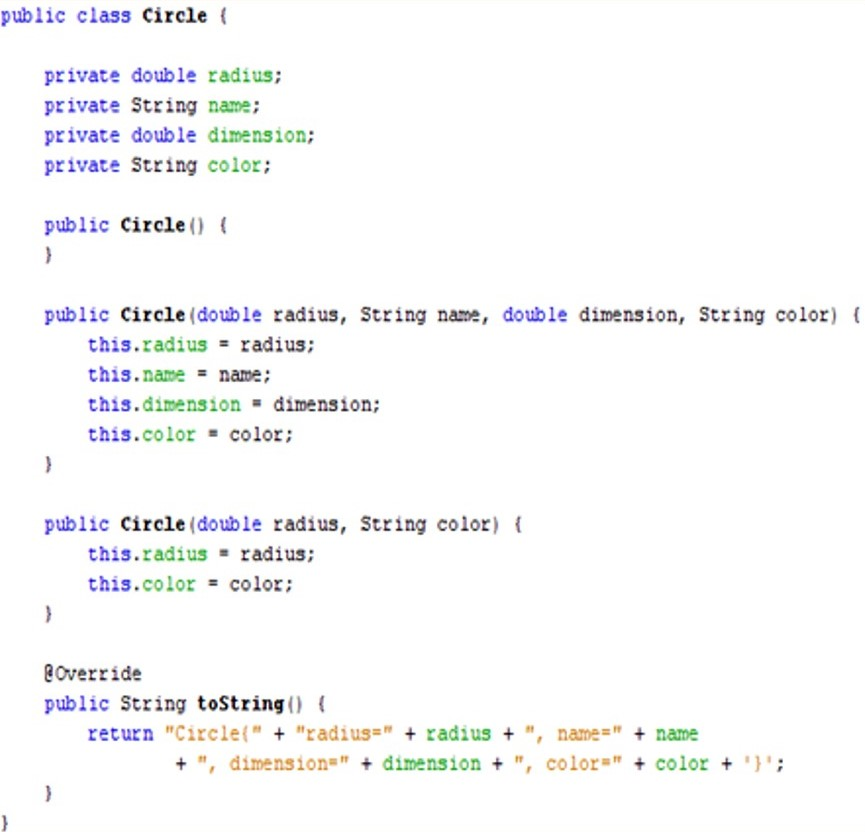 public class Circle {
private double radius;
private String name;
private double dimension;
private String color;
public Circle() {
}
public Circle(double radius, String name, double dimension, String color) {
this.radius = radius;
this.name = name;
this.dimension = dimension;
this.color = color;
}
public Circle(double radius, String color) {
this.radius = radius;
this.color = color;
}
@Override
public String toString() {
return "Circle{" + "radius=" + radius + ", name=" + name
+ ", dimension=" + dimension + ", color=" + color + '}';
}
}